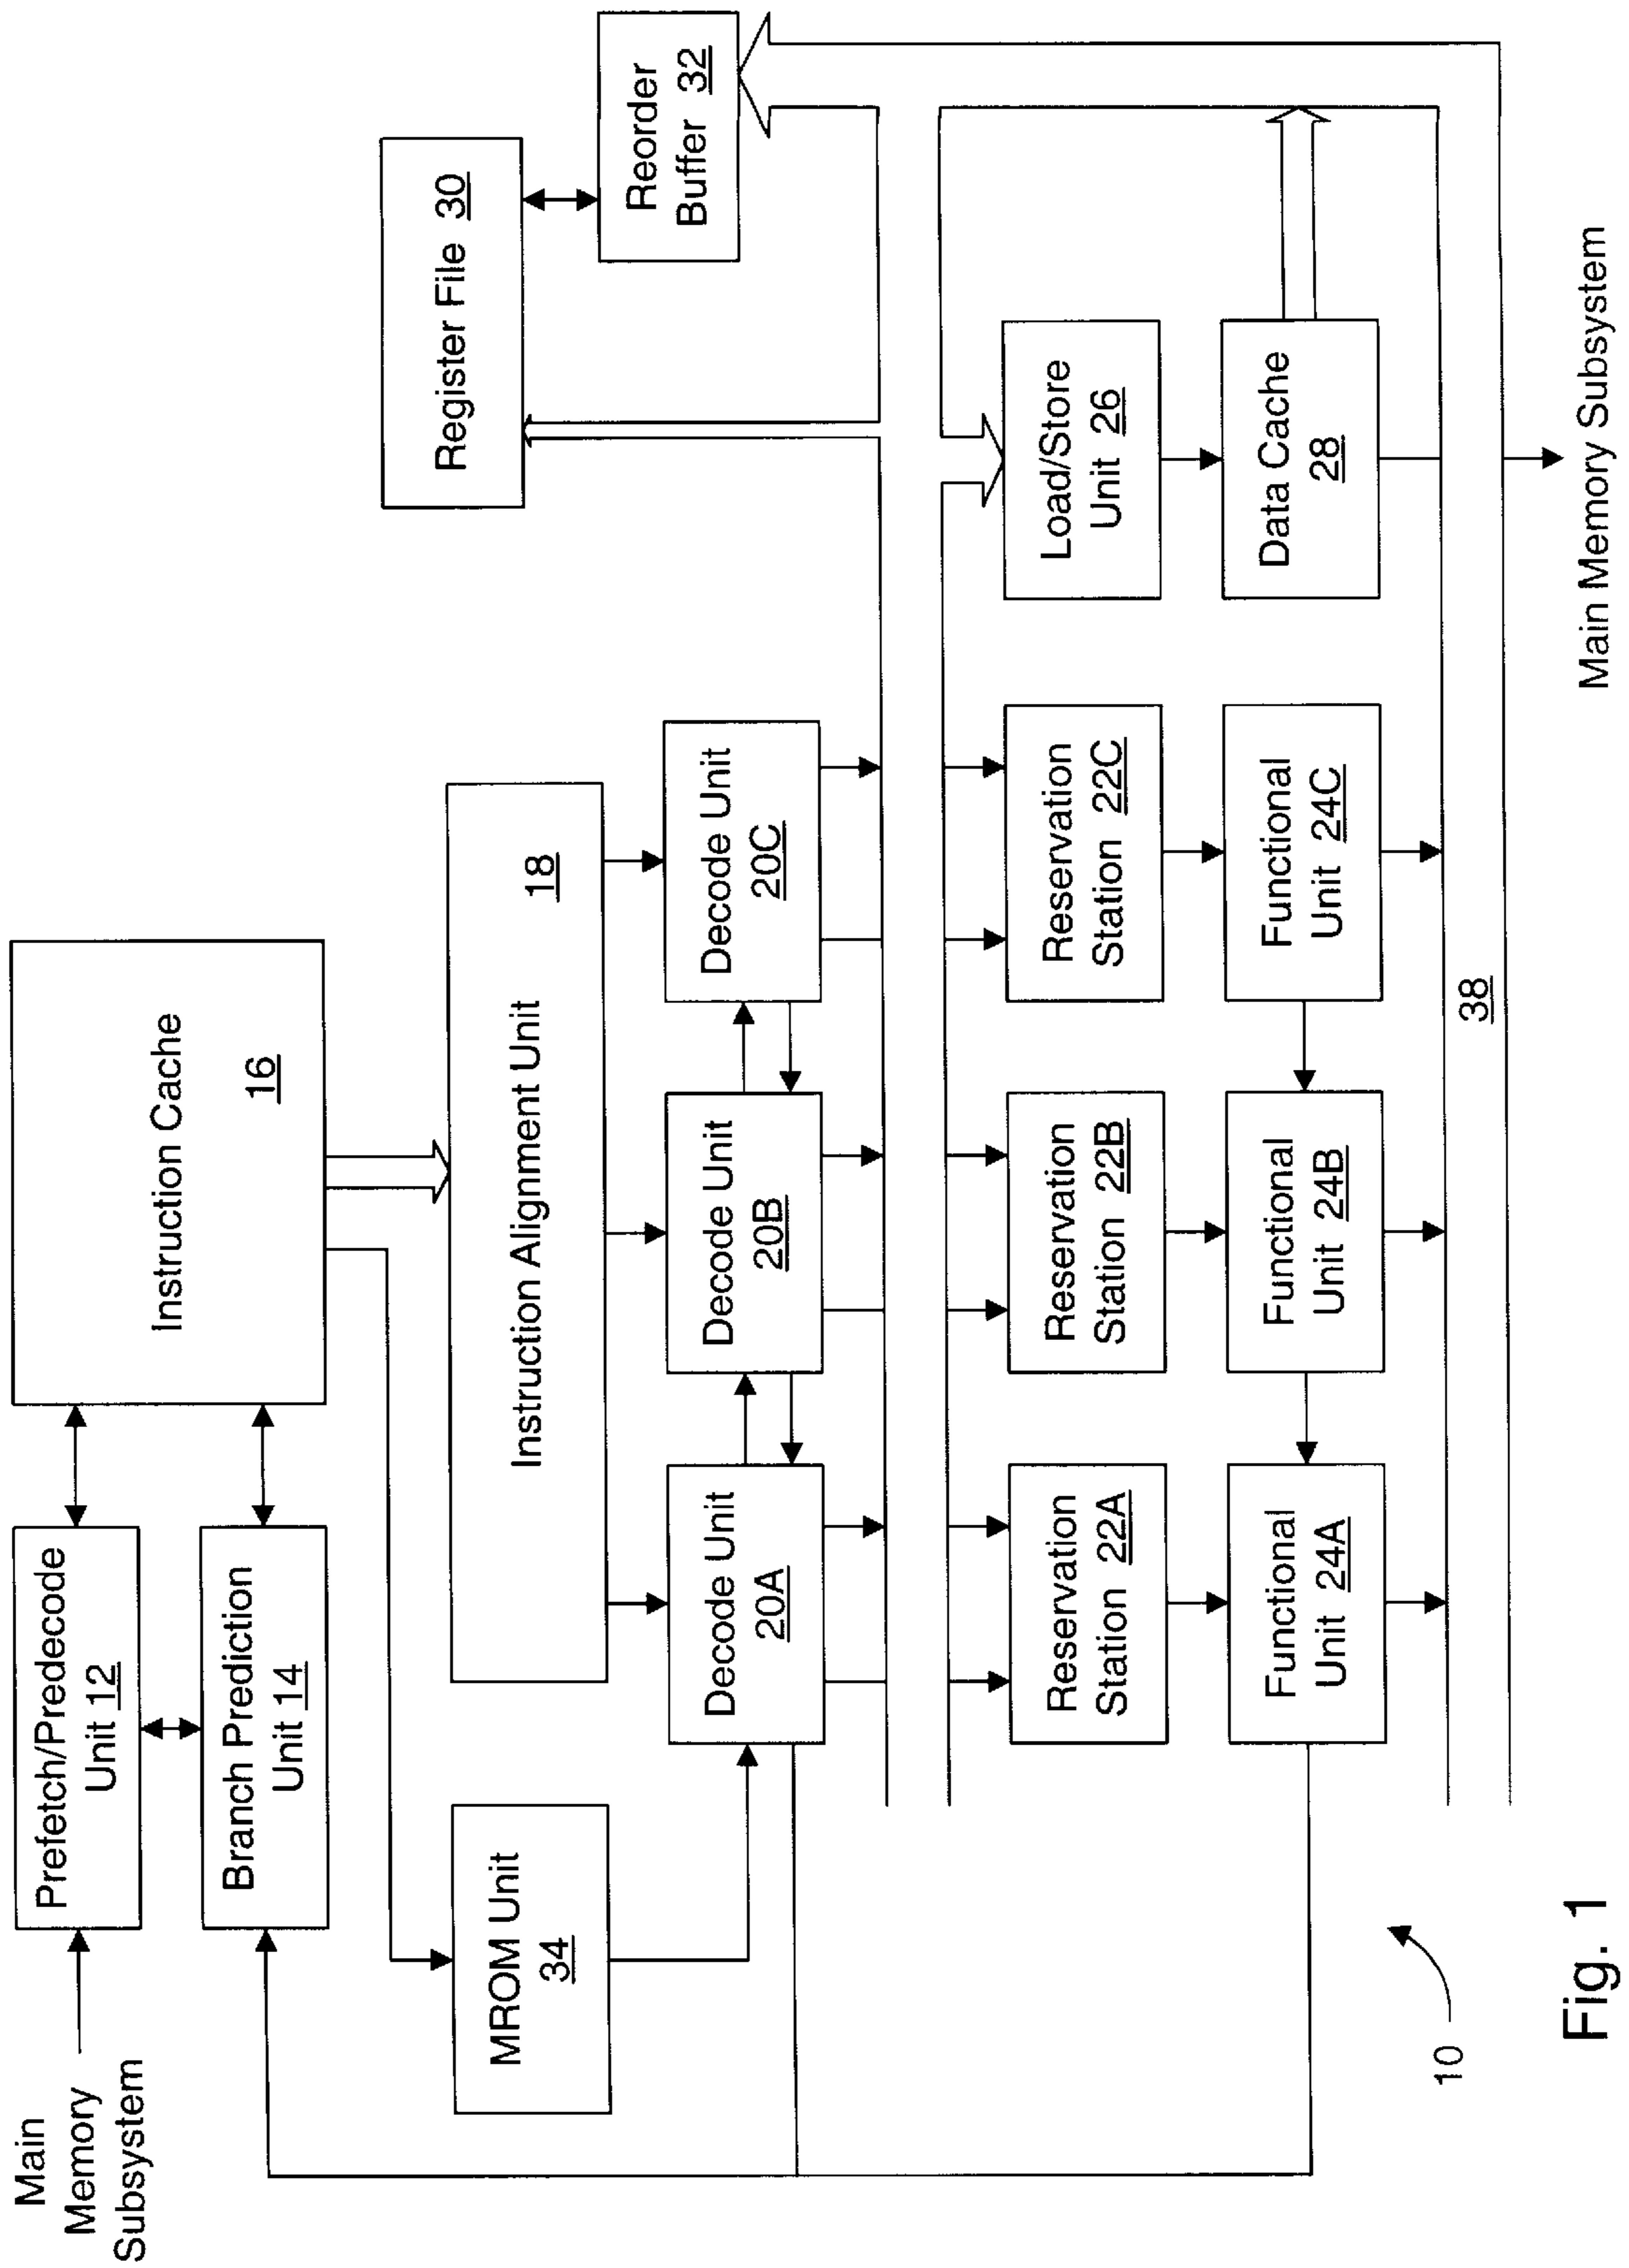 Main
Memory
Subsystem
Prefetch/Predecode
Unit 12
Branch Prediction
Unit 14
Instruction Cache
16
MROM Unit
34
Instruction Alignment Unit
18
Register File 30
Reorder
Buffer 32
Decode Unit
20A
Decode Unit
20B
Decode Unit
20C
Reservation
Station 22A
Reservation
Station 22B
Reservation
Station 22C
Load/Store
Unit 26
Functional
Unit 24A
Functional
Unit 24B
Functional
Unit 24C
Data Cache
28
38
10
Main Memory Subsystem
Fig. 1